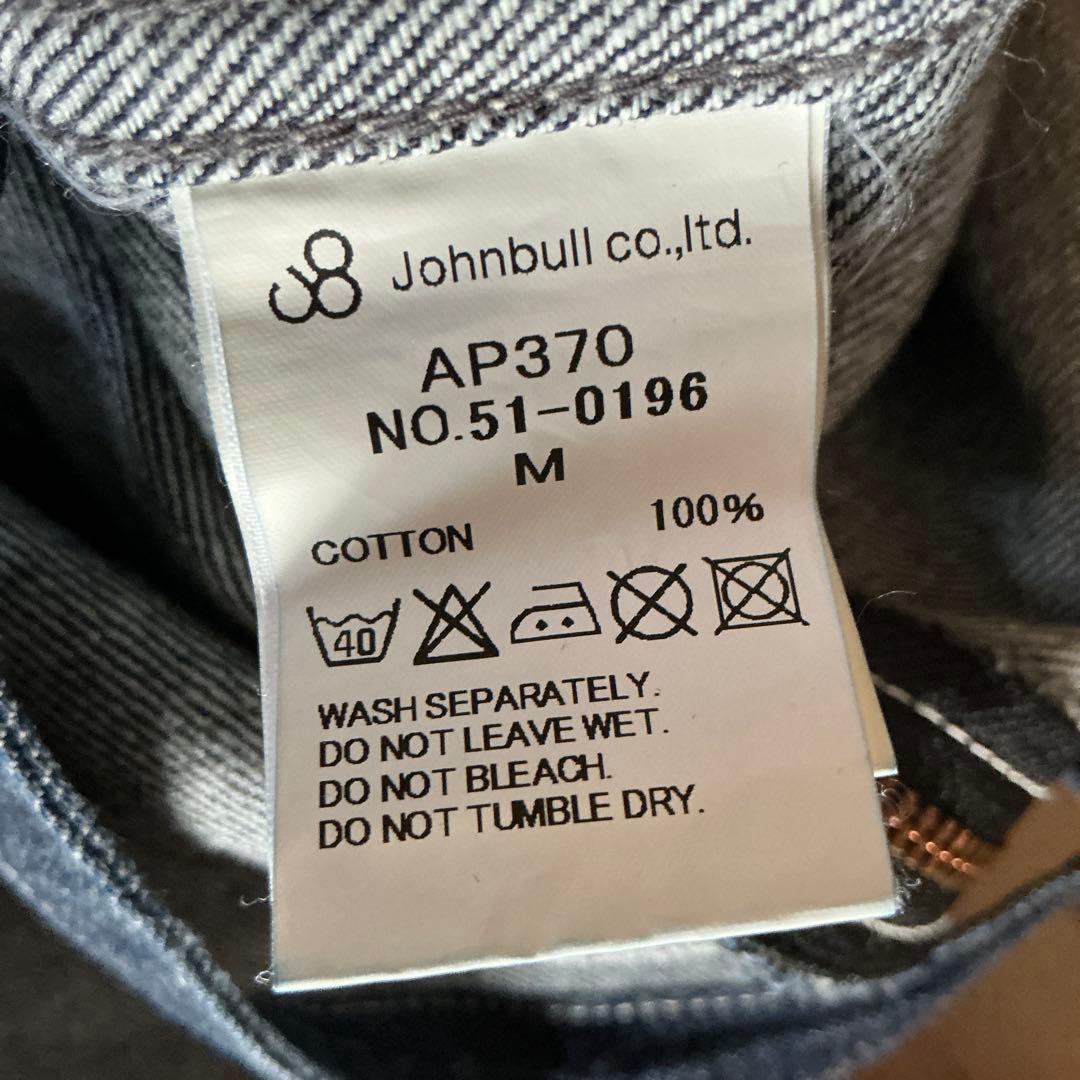 Johnbull co.,ltd.
AP370
NO.51-0196
M
COTTON 100%
40
WASH SEPARATELY.
DO NOT LEAVE WET.
DO NOT BLEACH.
DO NOT TUMBLE DRY.